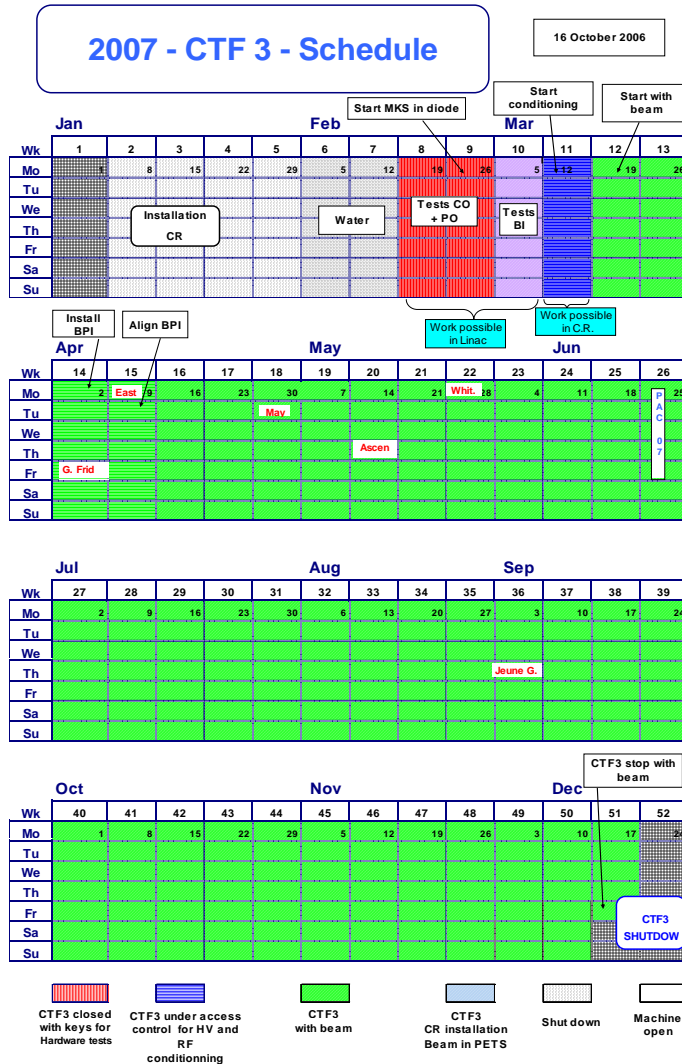 2007 - CTF 3 - Schedule
16 October 2006
Start MKS in diode
Start
conditioning
Start with
beam
Jan Feb Mar
Wk 1 2 3 4 5 6 7 8 9 10 11 12 13
Mo 1 8 15 22 29 5 12 19 26 5 12 19 26
Tu
We
Th
Fr
Sa
Su
Installation
CR
Water
Tests CO
+ PO
Tests
BI
Work possible
in Linac
Work possible
in C.R.
Install
BPI
Align BPI
Apr May Jun
Wk 14 15 16 17 18 19 20 21 22 23 24 25 26
Mo 2 East 9 16 23 30 7 14 21 Whit. 28 4 11 18 25
Tu May
We
Th Ascen
Fr G. Frid
Sa
Su
PAC 07
Jul Aug Sep
Wk 27 28 29 30 31 32 33 34 35 36 37 38 39
Mo 2 9 16 23 30 6 13 20 27 3 10 17 24
Tu
We
Th Jeune G.
Fr
Sa
Su
CTF3 stop with
beam
Oct Nov Dec
Wk 40 41 42 43 44 45 46 47 48 49 50 51 52
Mo 1 8 15 22 29 5 12 19 26 3 10 17 24
Tu
We
Th
Fr
Sa
Su
CTF3
SHUTDOW
CTF3 closed
with keys for
Hardware tests
CTF3 under access
control for HV and
RF
conditionning
CTF3
with beam
CTF3
CR installation
Beam in PETS
Shut down
Machine
open